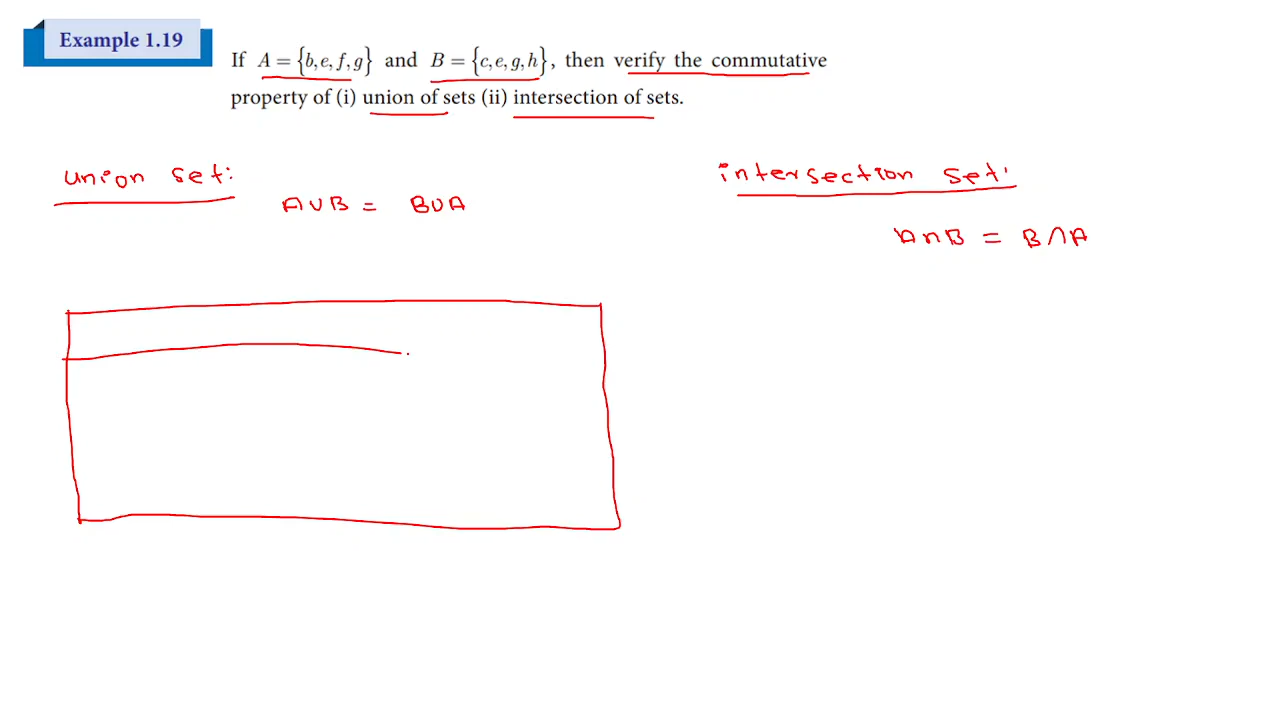 Example 1.19
If A = {b, e, f, g} and B = {c, e, g, h}, then verify the commutative
property of (i) union of sets (ii) intersection of sets.
union set:
A∪B = B∪A
intersection set:
A∩B = B∩A